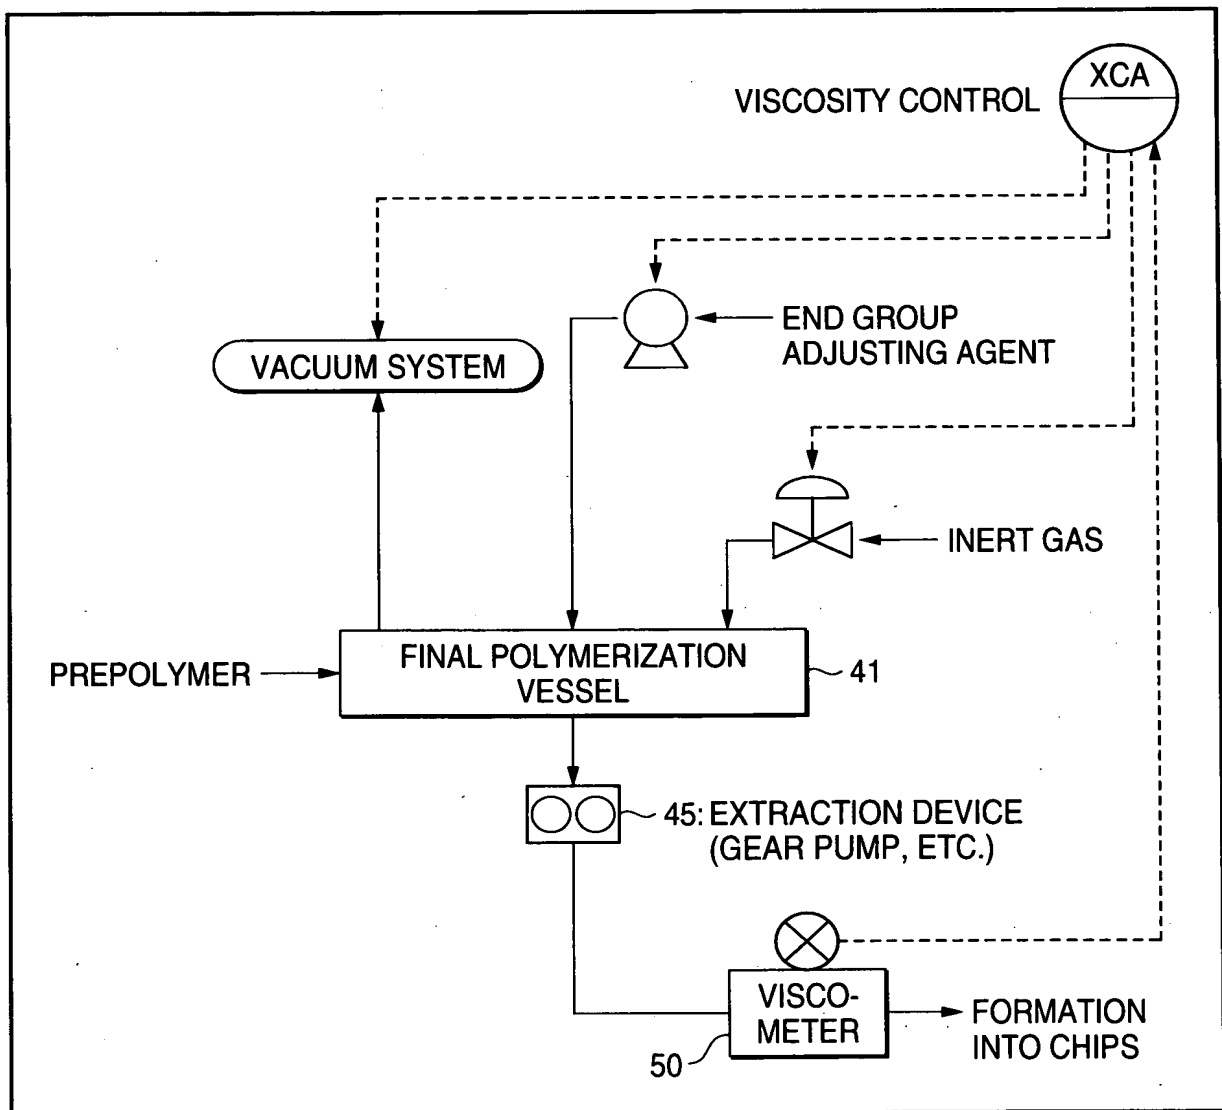 XCA
VISCOSITY CONTROL
END GROUP
ADJUSTING AGENT
VACUUM SYSTEM
INERT GAS
PREPOLYMER
FINAL POLYMERIZATION
VESSEL
41
45: EXTRACTION DEVICE
(GEAR PUMP, ETC.)
VISCO-
METER
50
FORMATION
INTO CHIPS